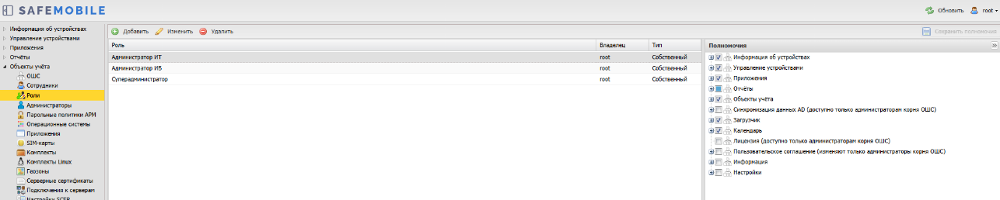 SAFEMOBILE
Обновить root
Информация об устройствах
Управление устройствами
Приложения
Отчёты
Объекты учёта
ОШС
Сотрудники
Роли
Администраторы
Парольные политики АРМ
Операционные системы
Приложения
SIM-карты
Комплекты
Комплекты Linux
Геозоны
Серверные сертификаты
Подключения к серверам
Настройки SCEP
Добавить Изменить Удалить
Сохранить полномочия
Роль Владелец Тип
Администратор ИТ root Собственный
Администратор ИБ root Собственный
Суперадминистратор root Собственный
Полномочия
Информация об устройствах
Управление устройствами
Приложения
Отчёты
Объекты учёта
Синхронизация данных AD (доступно только администраторам корня ОШС)
Загрузчик
Календарь
Лицензия (доступно только администраторам корня ОШС)
Пользовательское соглашение (изменяют только администраторы корня ОШС)
Информация
Настройки